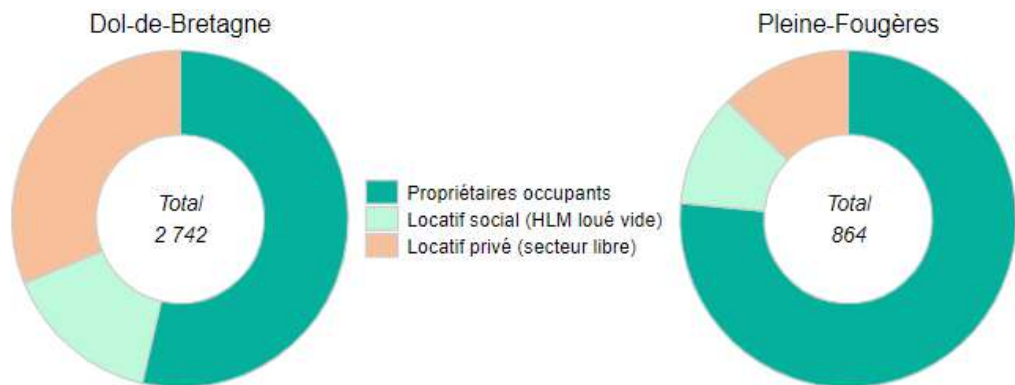 Dol-de-Bretagne
Total
2 742
Propriétaires occupants
Locatif social (HLM loué vide)
Locatif privé (secteur libre)
Pleine-Fougères
Total
864